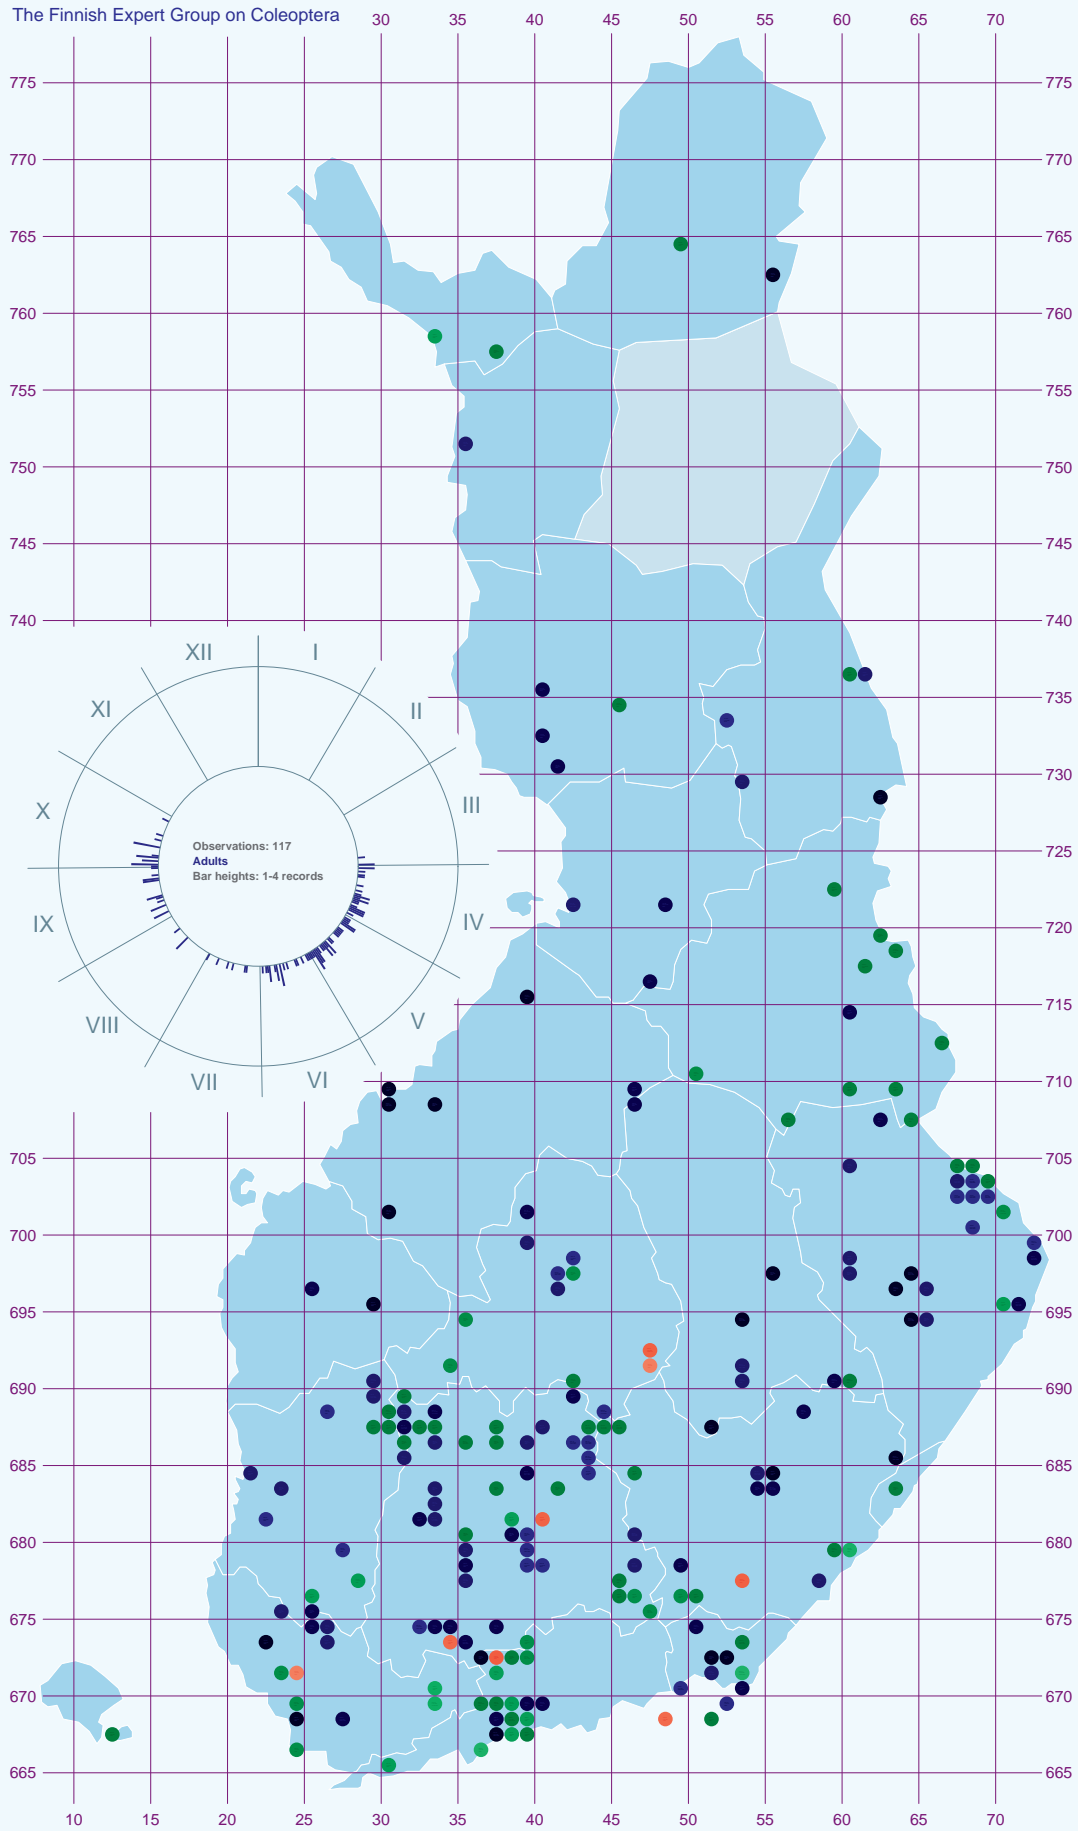 The Finnish Expert Group on Coleoptera
30 35 40 45 50 55 60 65 70
775 775
770 770
765 765
760 760
755 755
750 750
745 745
740 740
XII I
735
XI II
730
X III
Observations: 117
Adults
Bar heights: 1-4 records
725
IX IV
720
VIII V
715
VII VI
710
705 705
700 700
695 695
690 690
685 685
680 680
675 675
670 670
665 665
10 15 20 25 30 35 40 45 50 55 60 65 70